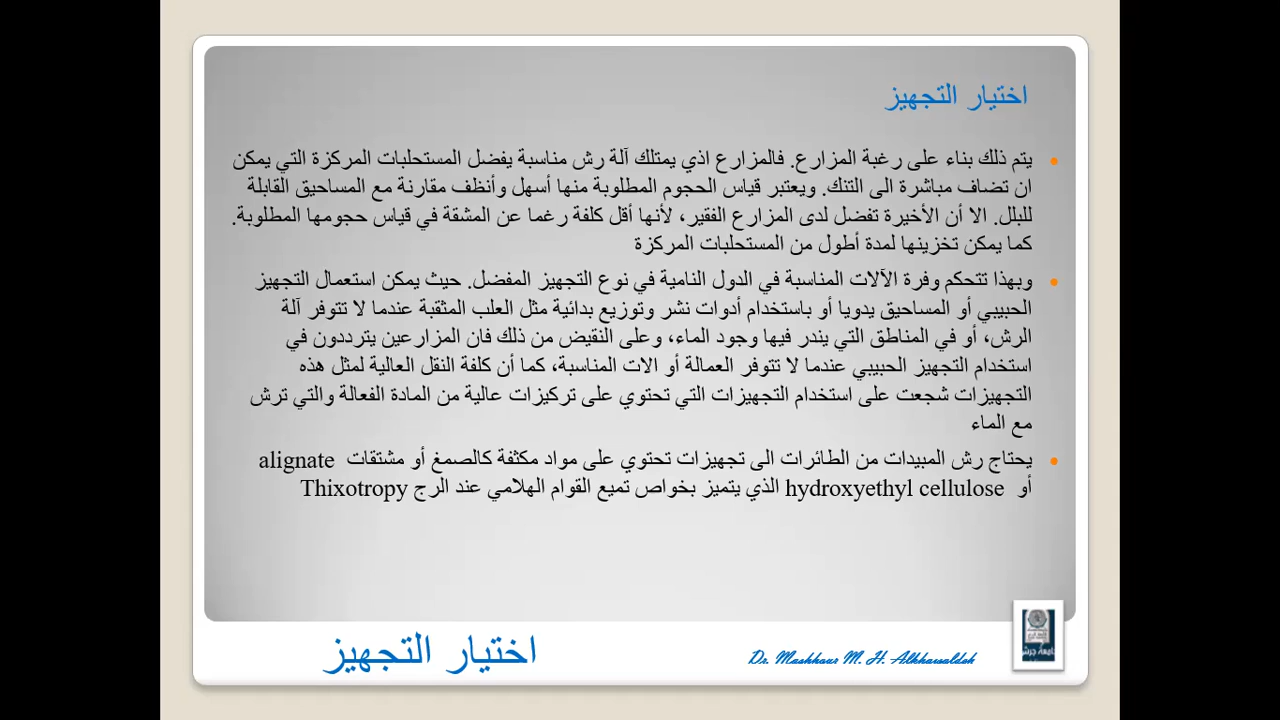 اختيار التجهيز
يتم ذلك بناء على رغبة المزارع. فالمزارع اذي يمتلك آلة رش مناسبة يفضل المستحلبات المركزة التي يمكن
ان تضاف مباشرة الى التنك. ويعتبر قياس الحجوم المطلوبة منها أسهل وأنظف مقارنة مع المساحيق القابلة
للبلل. الا أن الأخيرة تفضل لدى المزارع الفقير، لأنها أقل كلفة رغما عن المشقة في قياس حجومها المطلوبة.
كما يمكن تخزينها لمدة أطول من المستحلبات المركزة
وبهذا تتحكم وفرة الآلات المناسبة في الدول النامية في نوع التجهيز المفضل. حيث يمكن استعمال التجهيز
الحبيبي أو المساحيق يدويا أو باستخدام أدوات نشر وتوزيع بدائية مثل العلب المثقبة عندما لا تتوفر آلة
الرش، أو في المناطق التي يندر فيها وجود الماء، وعلى النقيض من ذلك فان المزارعين يترددون في
استخدام التجهيز الحبيبي عندما لا تتوفر العمالة أو الات المناسبة، كما أن كلفة النقل العالية لمثل هذه
التجهيزات شجعت على استخدام التجهيزات التي تحتوي على تركيزات عالية من المادة الفعالة والتي ترش
مع الماء
يحتاج رش المبيدات من الطائرات الى تجهيزات تحتوي على مواد مكثفة كالصمغ أو مشتقات alignate
أو hydroxyethyl cellulose الذي يتميز بخواص تميع القوام الهلامي عند الرج Thixotropy
اختيار التجهيز
Dr. Mashhour M. H. Alkhawaldeh
جامعة جرش